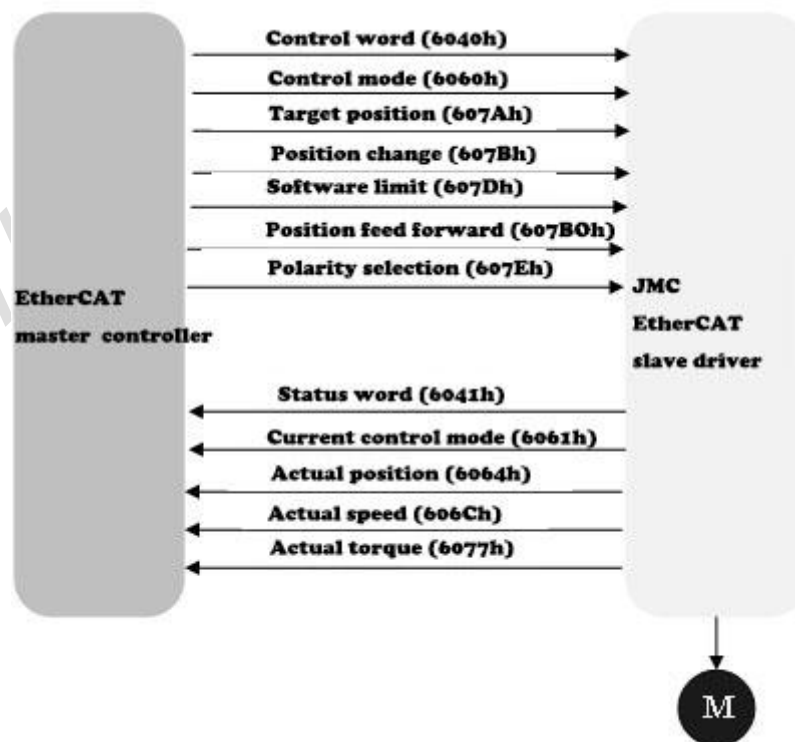 Control word (6040h)
Control mode (6060h)
Target position (607Ah)
Position change (607Bh)
Software limit (607Dh)
Position feed forward (607BOh)
Polarity selection (607Eh)
EtherCAT
master controller
JMC
EtherCAT
slave driver
Status word (6041h)
Current control mode (6061h)
Actual position (6064h)
Actual speed (606Ch)
Actual torque (6077h)
M